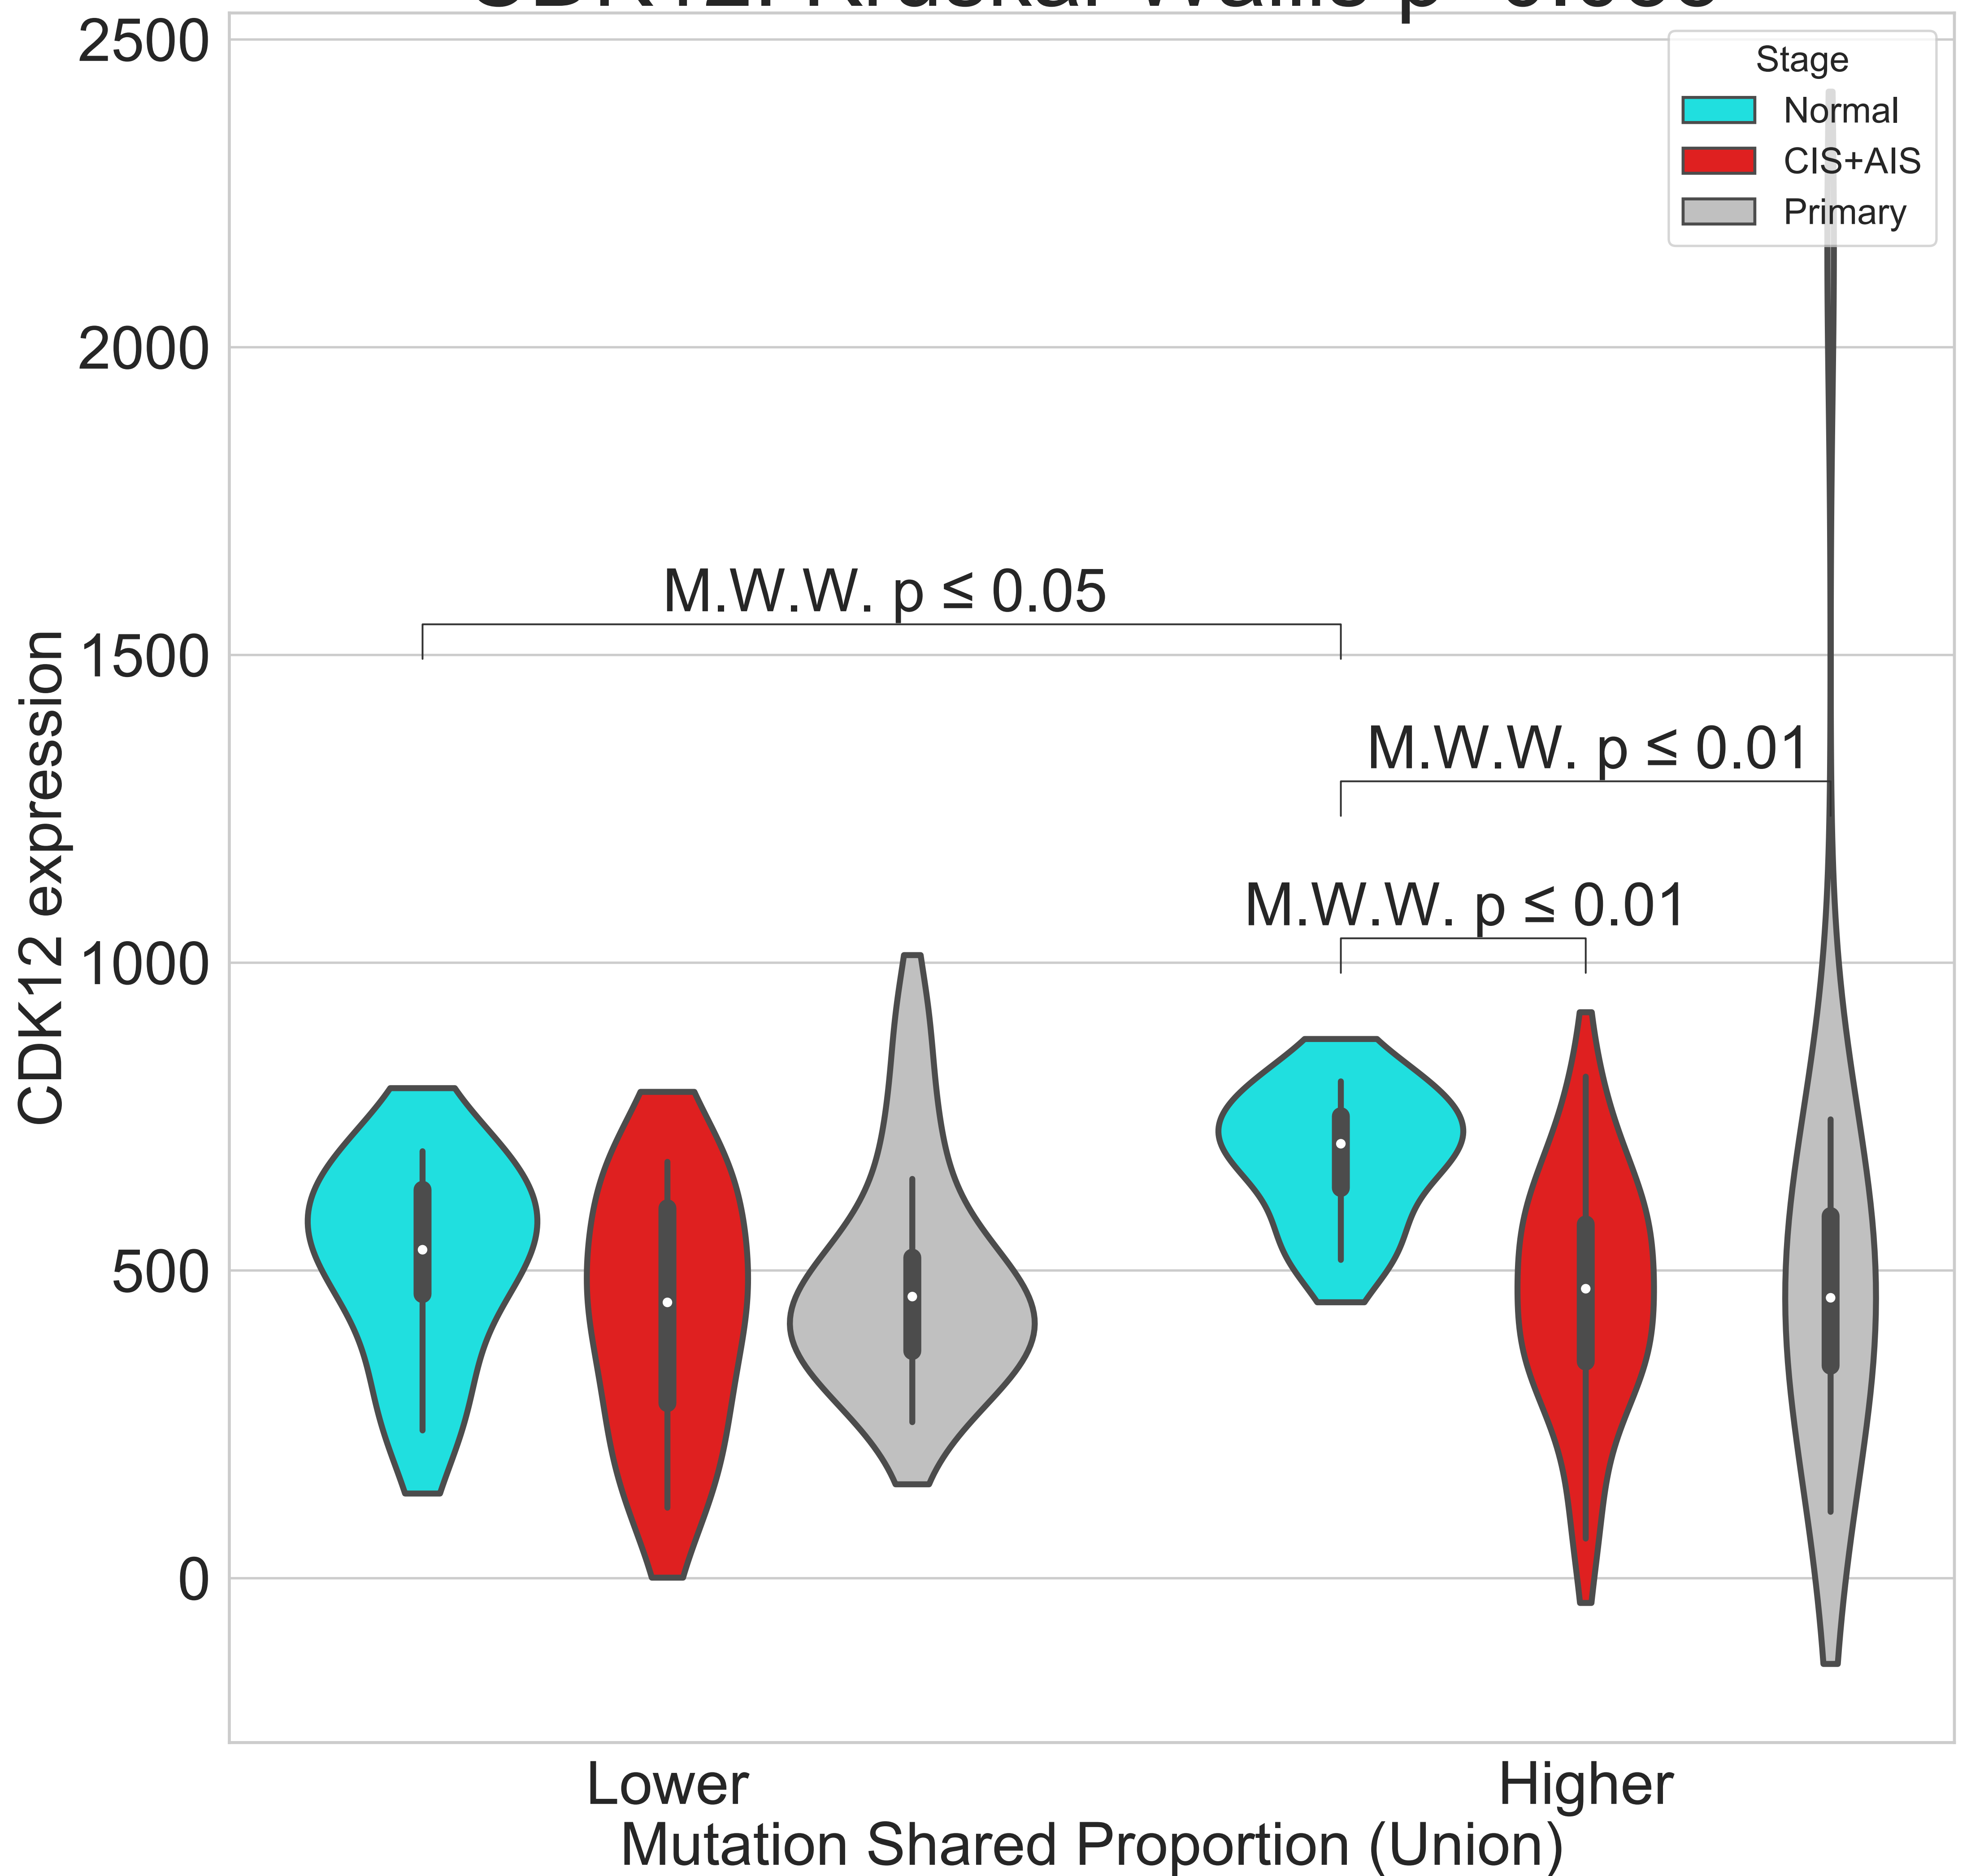 2500
Stage
Normal
CIS+AIS
Primary
2000
M.W.W. p ≤ 0.05
1500
M.W.W. p ≤ 0.01
M.W.W. p ≤ 0.01
1000
500
0
CDK12 expression
Lower
Higher
Mutation Shared Proportion (Union)